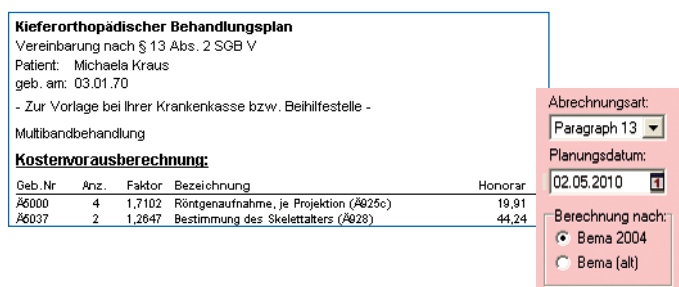 Kieferorthopädischer Behandlungsplan
Vereinbarung nach § 13 Abs. 2 SGB V
Patient: Michaela Kraus
geb. am: 03.01.70
- Zur Vorlage bei Ihrer Krankenkasse bzw. Beihilfestelle -
Multibandbehandlung
Kostenvorausberechnung:
Geb.Nr Anz. Faktor Bezeichnung Honorar
Ä5000 4 1,7102 Röntgenaufnahme, je Projektion (Ä925c) 19,91
Ä5037 2 1,2647 Bestimmung des Skelettalters (Ä928) 44,24
Abrechnungsart:
Paragraph 13
Planungsdatum:
02.05.2010 1
Berechnung nach:
Bema 2004
Bema (alt)